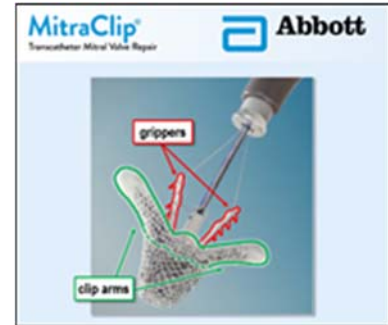 MitraClip®
Transcatheter Mitral Valve Repair
Abbott
grippers
clip arms